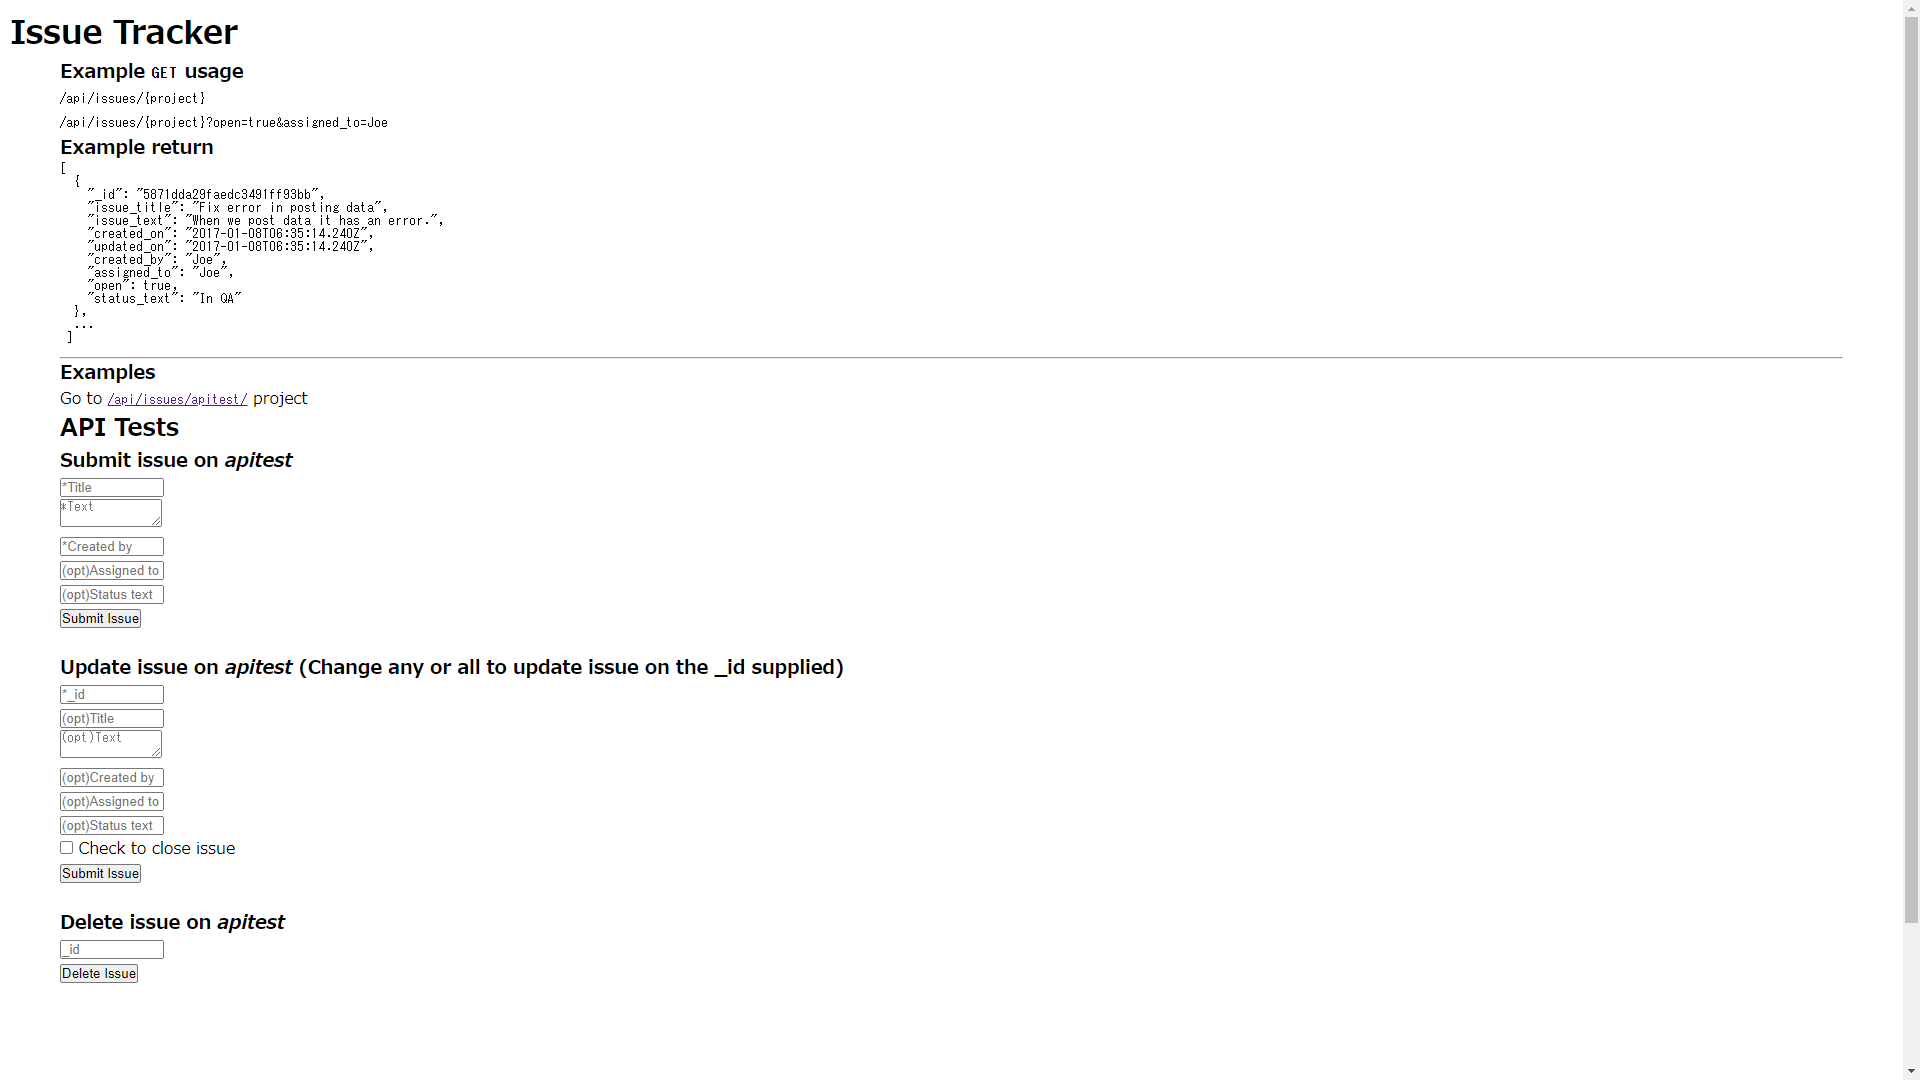 Issue Tracker
Example GET usage
/api/issues/{project}
/api/issues/{project}?open=true&assigned_to=Joe
Example return
[
  {
    "_id": "5871dda29faedc3491ff93bb",
    "issue_title": "Fix error in posting data",
    "issue_text": "When we post data it has an error.",
    "created_on": "2017-01-08T06:35:14.240Z",
    "updated_on": "2017-01-08T06:35:14.240Z",
    "created_by": "Joe",
    "assigned_to": "Joe",
    "open": true,
    "status_text": "In QA"
  },
  ...
 ]
Examples
Go to /api/issues/apitest/ project
API Tests
Submit issue on apitest
*Title
*Text
*Created by
(opt)Assigned to
(opt)Status text
Submit Issue
Update issue on apitest (Change any or all to update issue on the _id supplied)
*_id
(opt)Title
(opt)Text
(opt)Created by
(opt)Assigned to
(opt)Status text
Check to close issue
Submit Issue
Delete issue on apitest
_id
Delete Issue